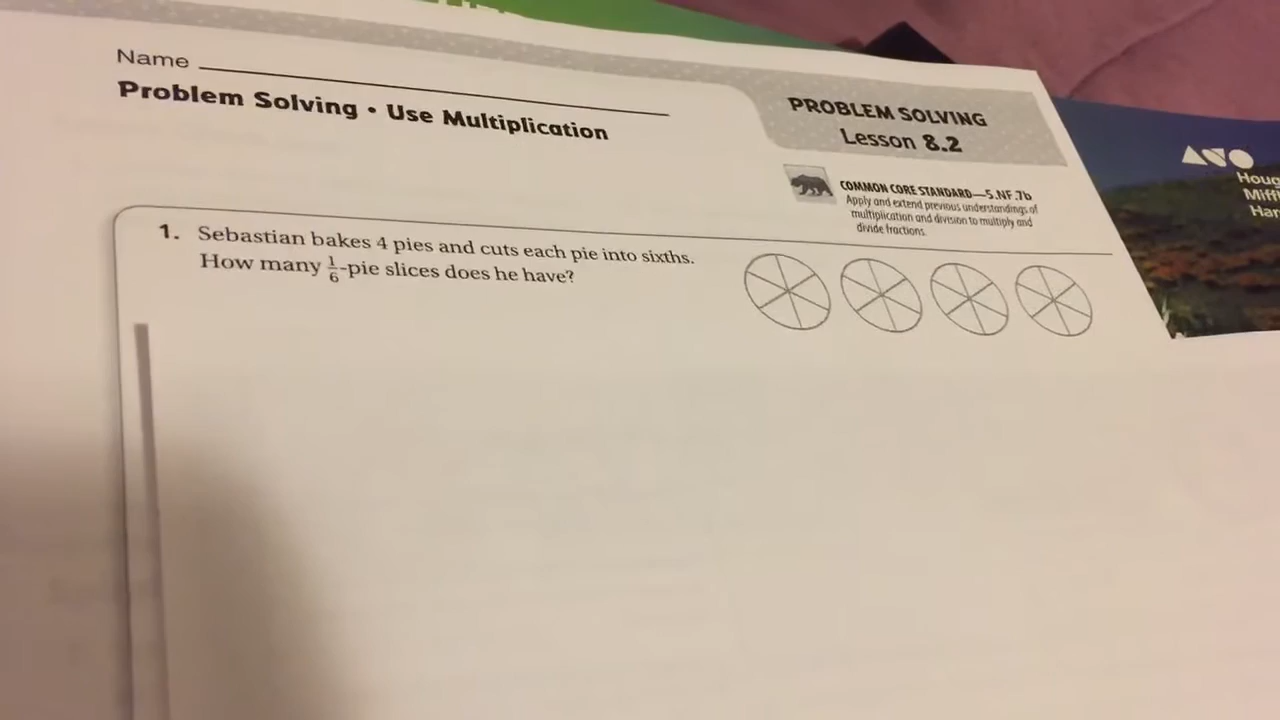 Name
Problem Solving • Use Multiplication
PROBLEM SOLVING
Lesson 8.2
COMMON CORE STANDARD—5.NF.7b
Apply and extend previous understandings of
multiplication and division to multiply and
divide fractions.
1. Sebastian bakes 4 pies and cuts each pie into sixths.
How many 1/6-pie slices does he have?